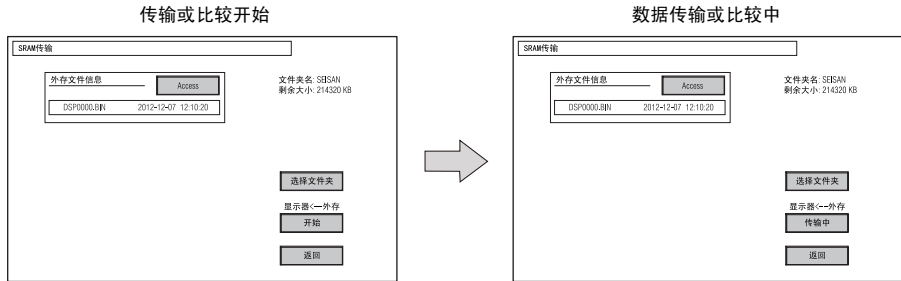 传输或比较开始
SRAM传输
外存文件信息
Access
DSP0000.BIN 2012-12-07 12:10:20
文件夹名: SEISAN
剩余大小: 214320 KB
选择文件夹
显示器<--外存
开始
返回
数据传输或比较中
SRAM传输
外存文件信息
Access
DSP0000.BIN 2012-12-07 12:10:20
文件夹名: SEISAN
剩余大小: 214320 KB
选择文件夹
显示器<--外存
传输中
返回